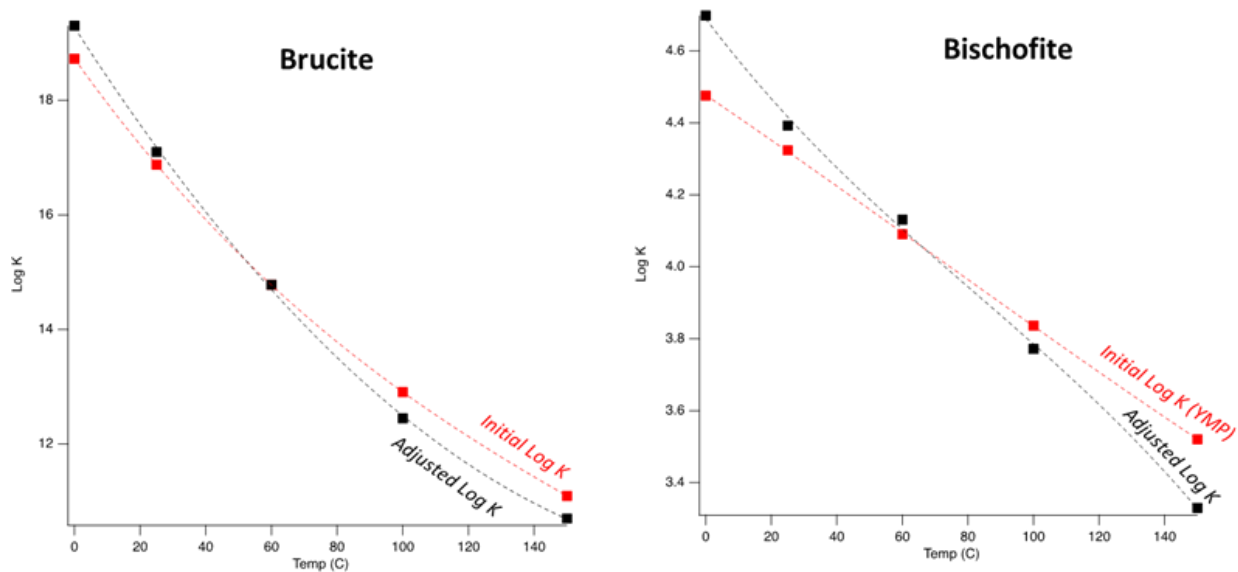 Brucite
18
16
14
12
Log K
Initial Log K
Adjusted Log K
0
20
40
60
80
100
120
140
Temp (C)
Bischofite
4.6
4.4
4.2
4.0
3.8
3.6
3.4
Log K
Initial Log K (YMP)
Adjusted Log K
0
20
40
60
80
100
120
140
Temp (C)